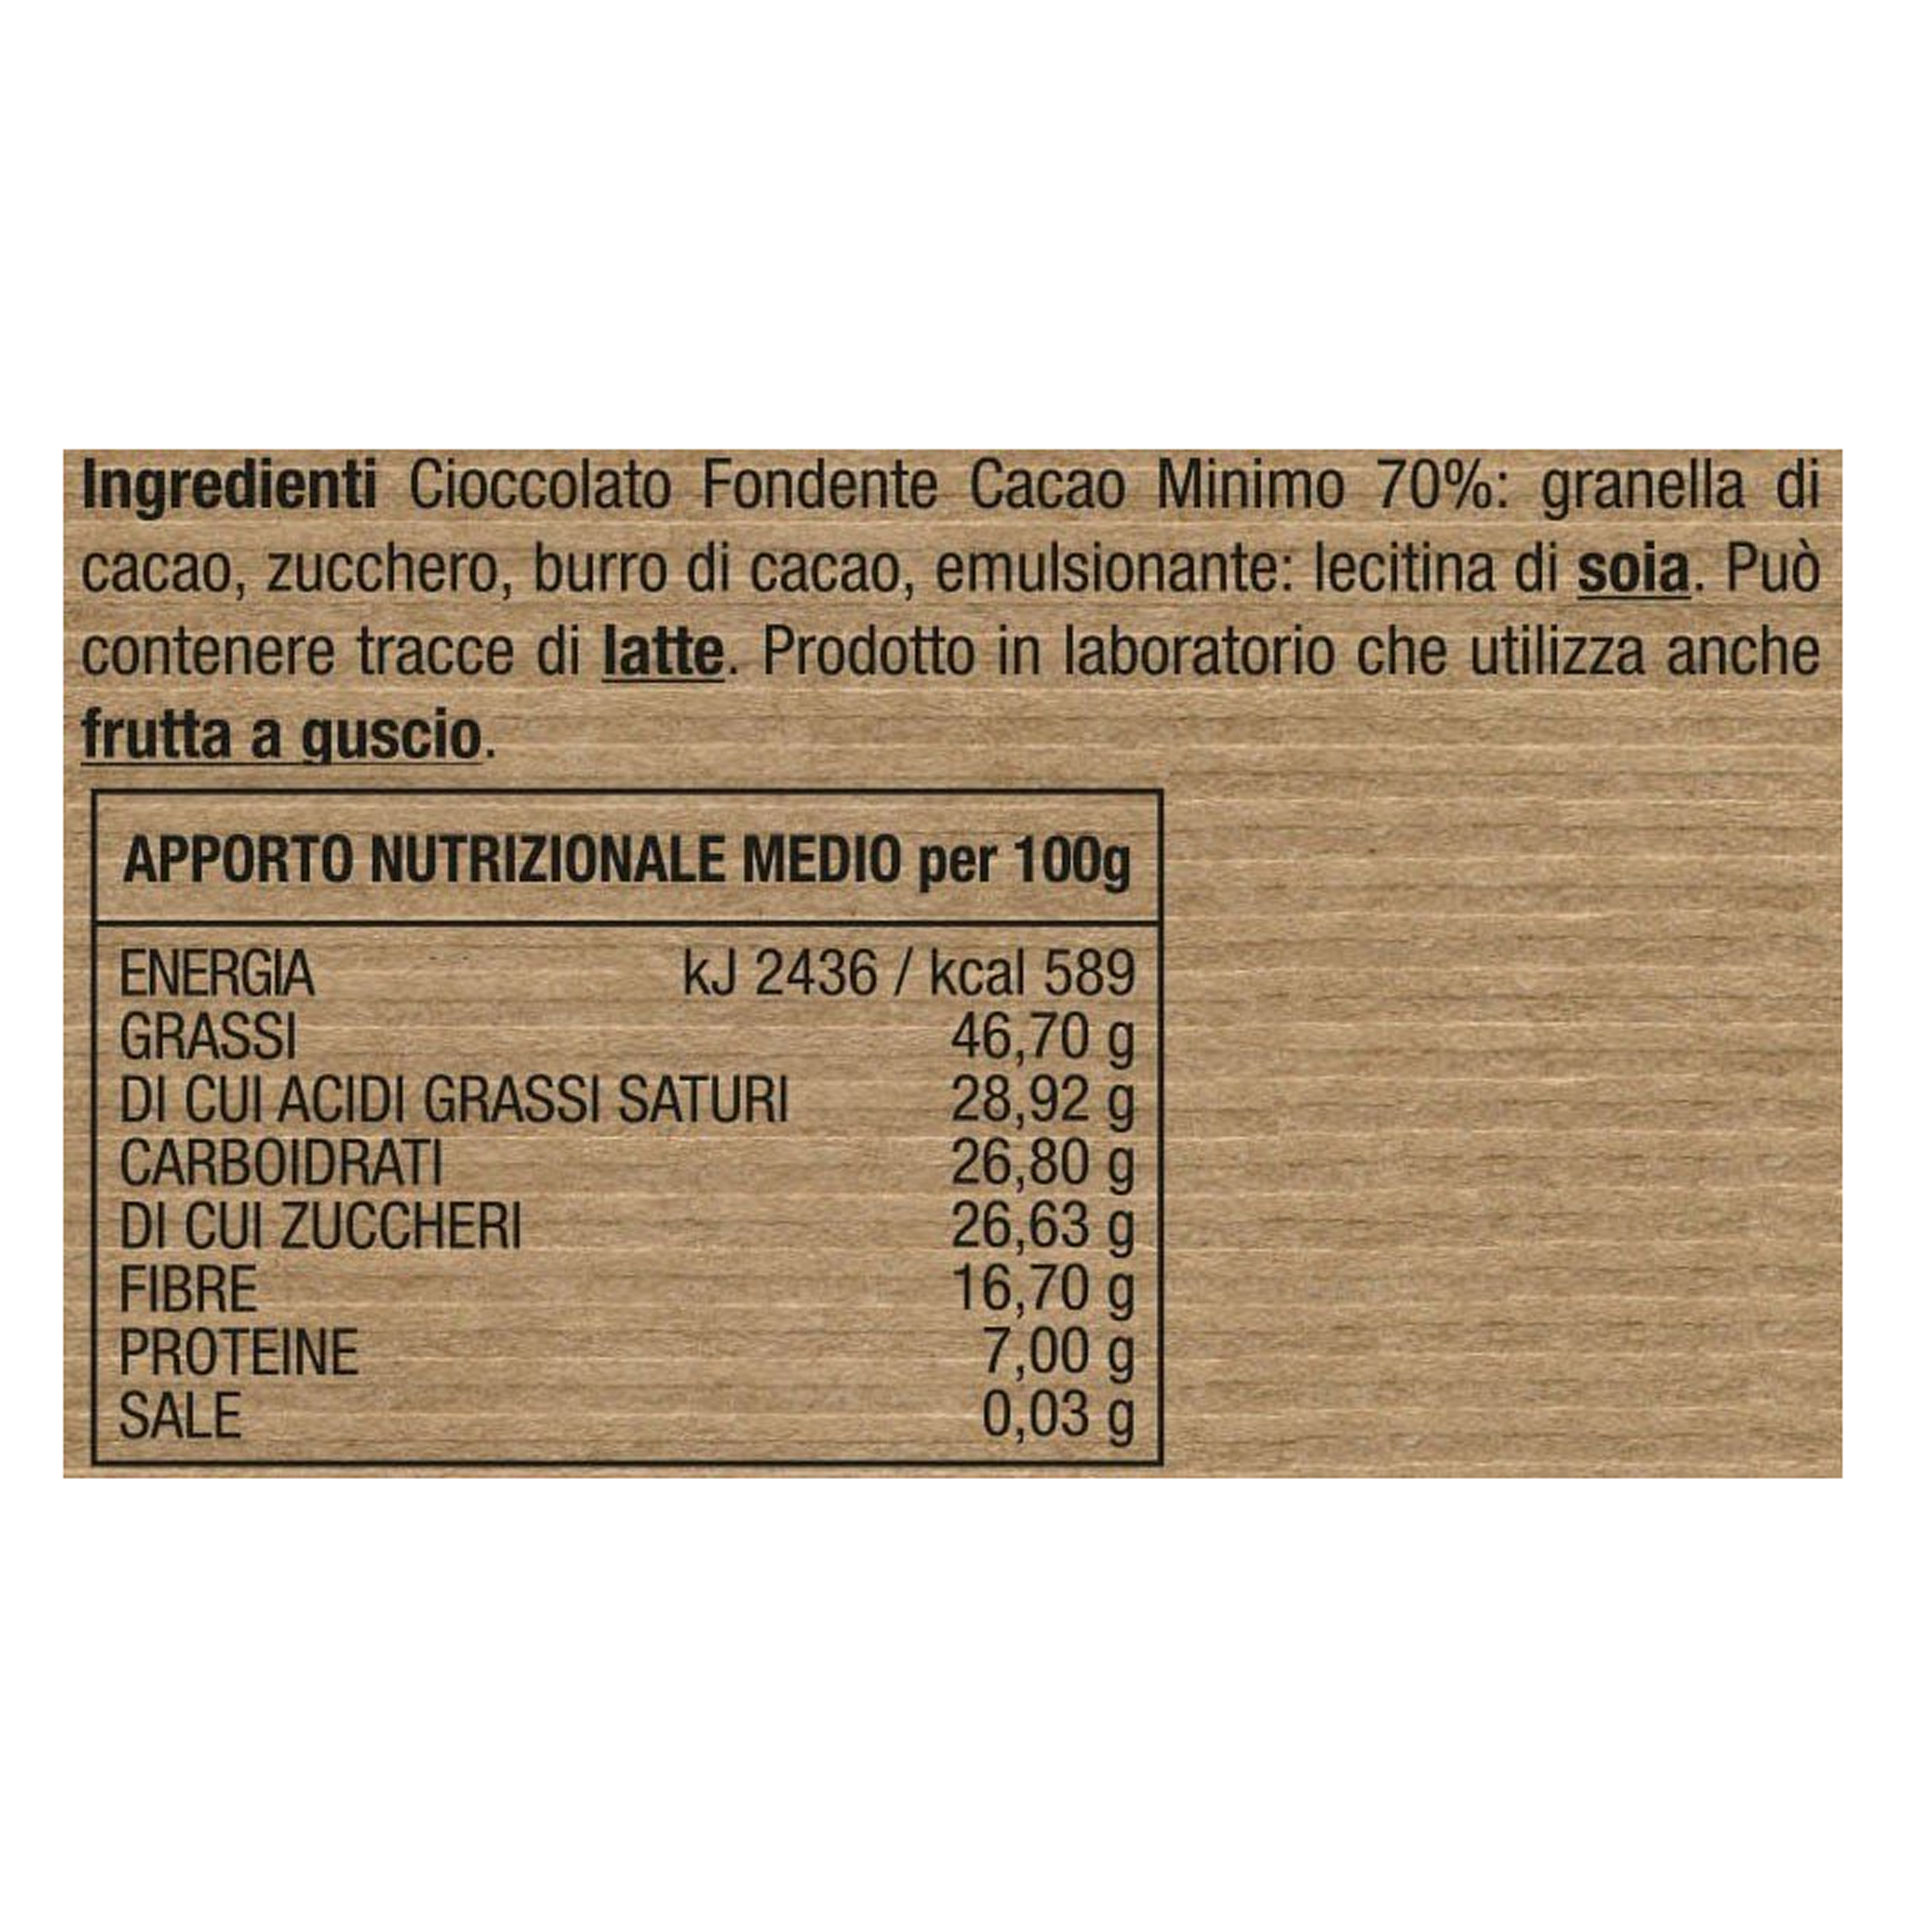 Ingredienti Cioccolato Fondente Cacao Minimo 70%: granella di
cacao, zucchero, burro di cacao, emulsionante: lecitina di soia. Può
contenere tracce di latte. Prodotto in laboratorio che utilizza anche
frutta a guscio.
APPORTO NUTRIZIONALE MEDIO per 100g
ENERGIA kJ 2436 / kcal 589
GRASSI 46,70 g
DI CUI ACIDI GRASSI SATURI 28,92 g
CARBOIDRATI 26,80 g
DI CUI ZUCCHERI 26,63 g
FIBRE 16,70 g
PROTEINE 7,00 g
SALE 0,03 g